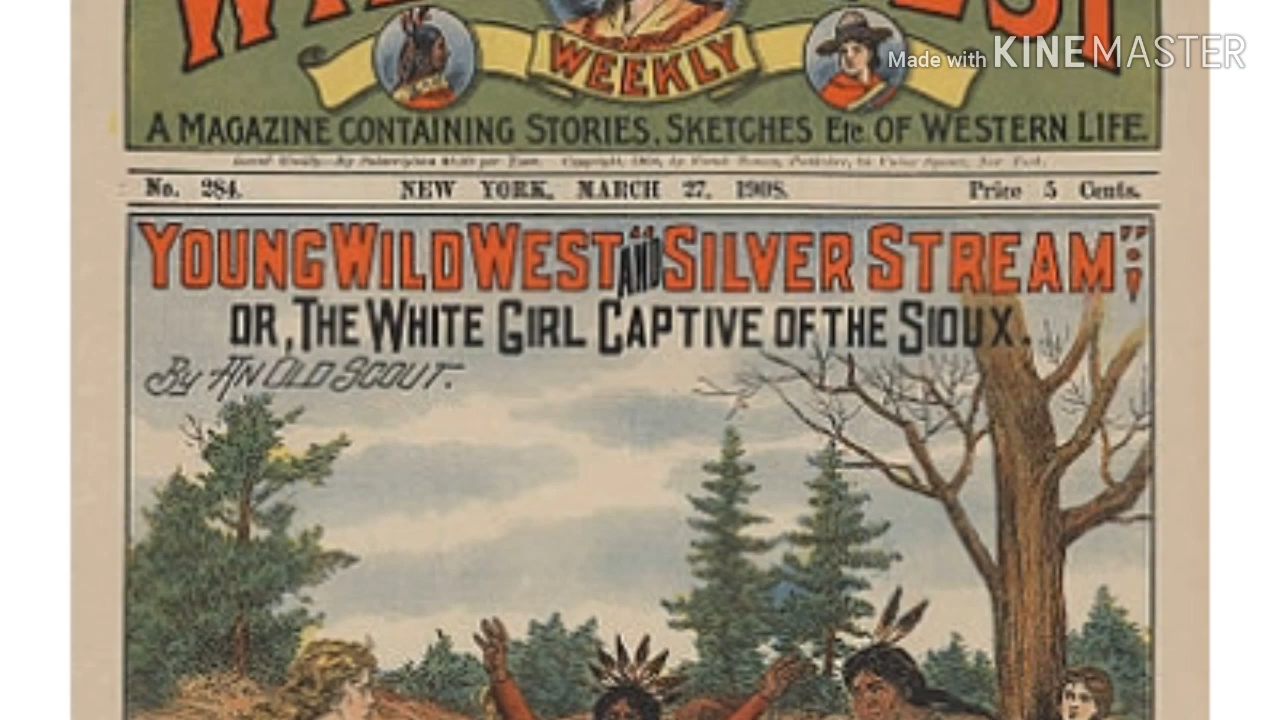 WEEKLY
Made with KINEMASTER
A MAGAZINE CONTAINING STORIES, SKETCHES Etc. OF WESTERN LIFE.
No. 284. NEW YORK, MARCH 27, 1908. Price 5 Cents.
YOUNG WILD WEST AND "SILVER STREAM";
OR, THE WHITE GIRL CAPTIVE OF THE SIOUX.
By AN OLD SCOUT.